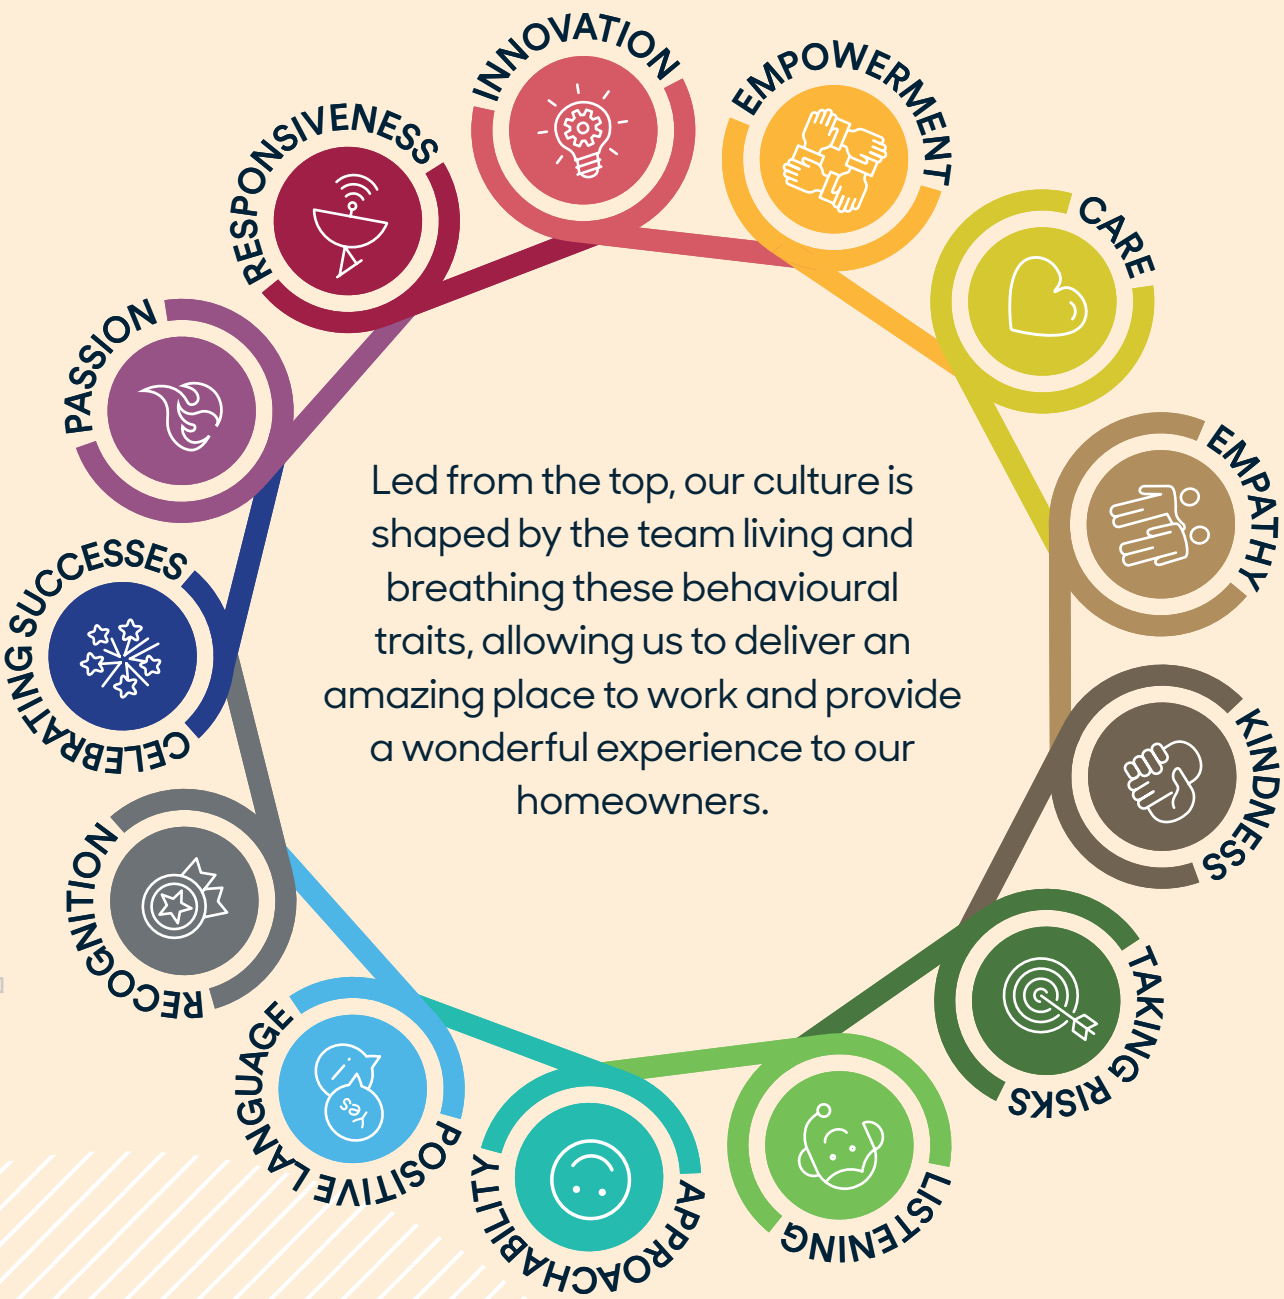 INNOVATION
EMPOWERMENT
CARE
EMPATHY
KINDNESS
TAKING RISKS
LISTENING
APPROACHABILITY
POSITIVE LANGUAGE
i
Yes
RECOGNITION
CELEBRATING SUCCESSES
PASSION
RESPONSIVENESS
Led from the top, our culture is
shaped by the team living and
breathing these behavioural
traits, allowing us to deliver an
amazing place to work and provide
a wonderful experience to our
homeowners.